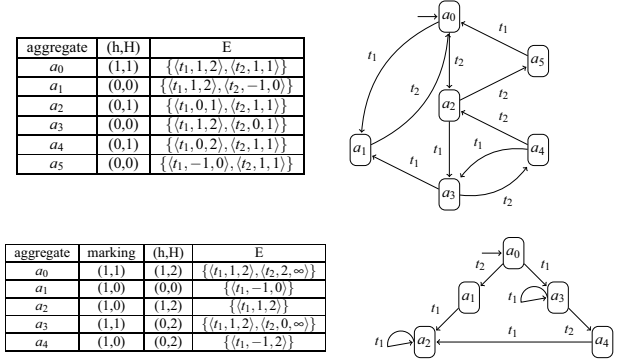 aggregate (h,H) E
a0 (1,1) {⟨t1,1,2⟩,⟨t2,1,1⟩}
a1 (0,0) {⟨t1,1,2⟩,⟨t2,−1,0⟩}
a2 (0,1) {⟨t1,0,1⟩,⟨t2,1,1⟩}
a3 (0,0) {⟨t1,1,2⟩,⟨t2,0,1⟩}
a4 (0,1) {⟨t1,0,2⟩,⟨t2,1,1⟩}
a5 (0,0) {⟨t1,−1,0⟩,⟨t2,1,1⟩}
a0
t1
t1
t2
a5
t2
t2
a2
t2
a1
t1
t1
a4
t1
a3
t2
aggregate marking (h,H) E
a0 (1,1) (1,2) {⟨t1,1,2⟩,⟨t2,2,∞⟩}
a1 (1,0) (0,0) {⟨t1,−1,0⟩}
a2 (1,0) (1,2) {⟨t1,1,2⟩}
a3 (1,1) (0,2) {⟨t1,1,2⟩,⟨t2,0,∞⟩}
a4 (1,0) (0,2) {⟨t1,−1,2⟩}
a0
t2 t1
a1 t1 a3
t1 t1 t2
t1 a2 a4